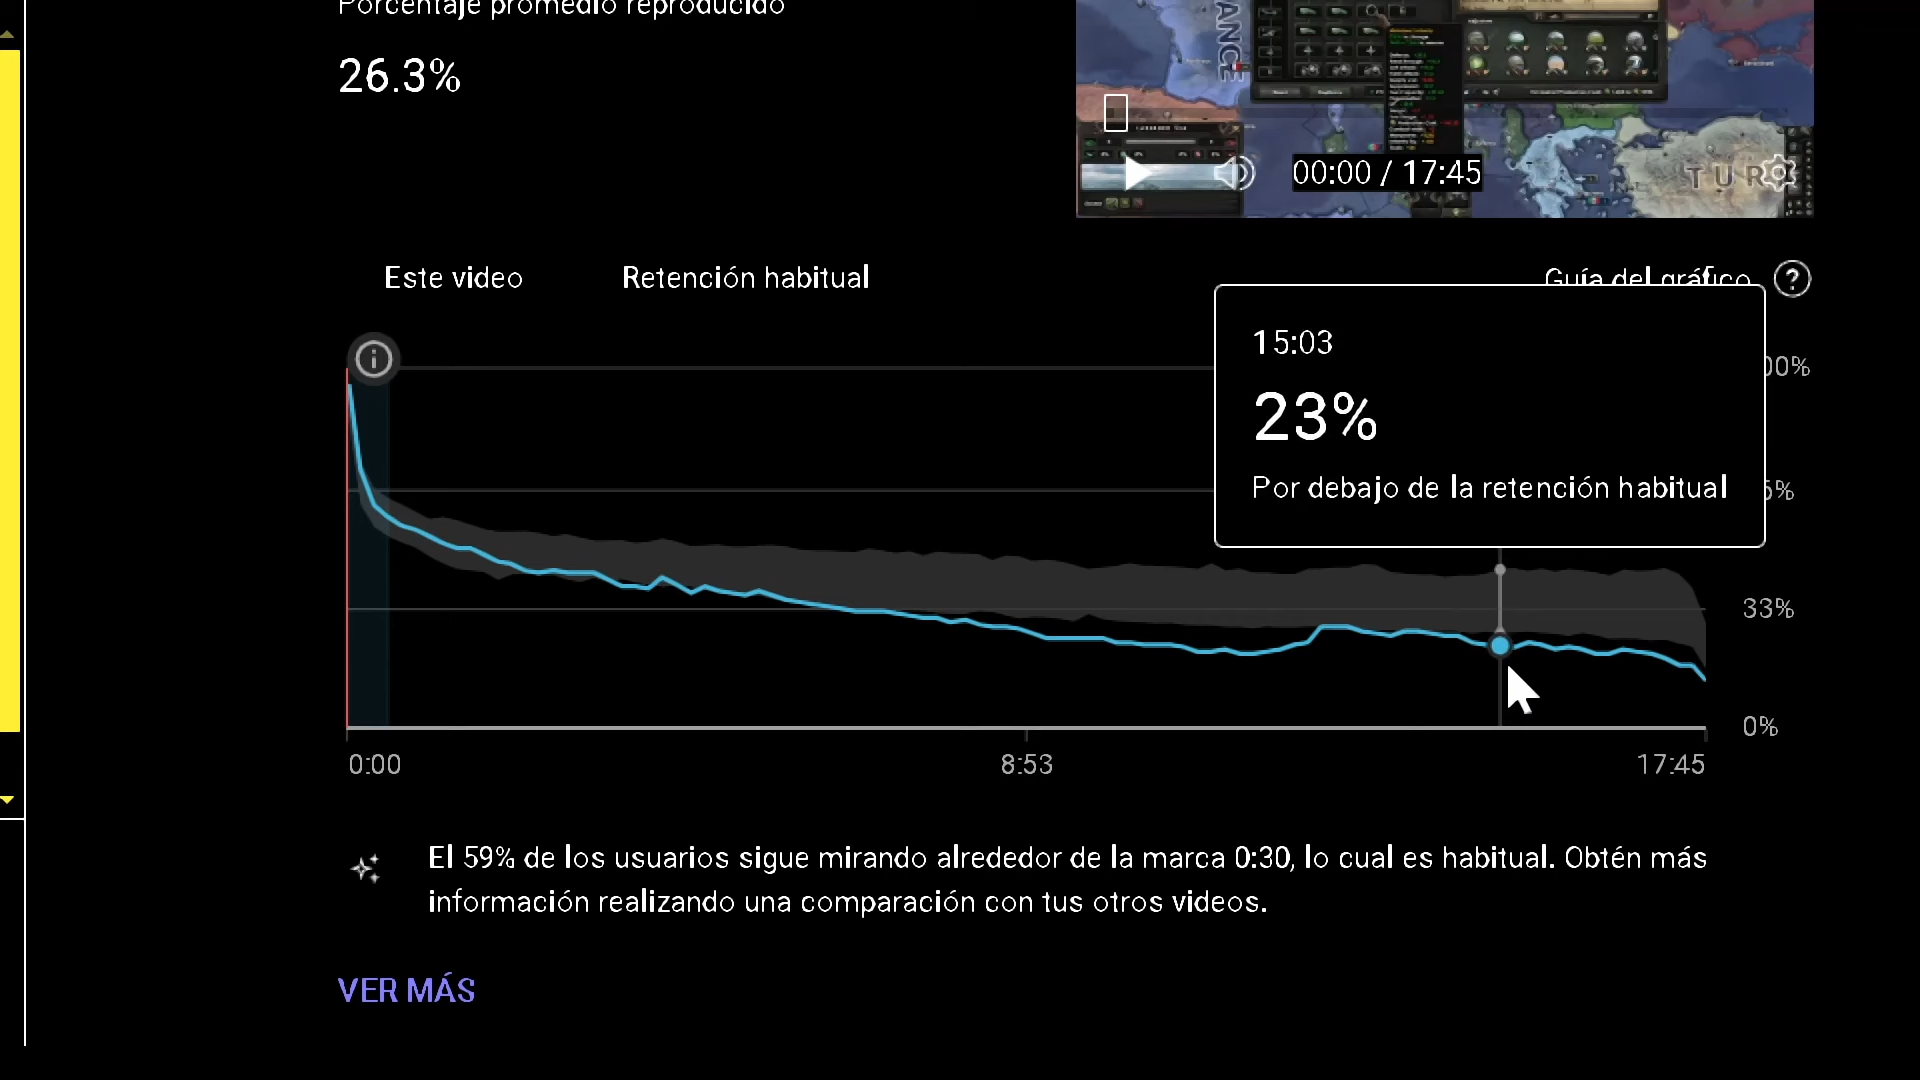 Porcentaje promedio reproducido
26.3%
ANCE
TUR
00:00 / 17:45
Este video
Retención habitual
Guía del gráfico
15:03
23%
Por debajo de la retención habitual
00%
33%
0%
0:00
8:53
17:45
El 59% de los usuarios sigue mirando alrededor de la marca 0:30, lo cual es habitual. Obtén más
información realizando una comparación con tus otros videos.
VER MÁS